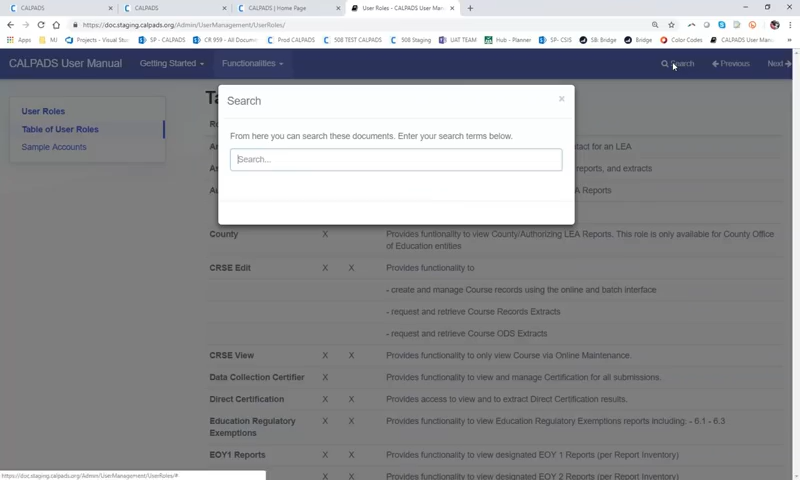 CALPADS
CALPADS
CALPADS | Home Page
User Roles - CALPADS User Man
https://doc.staging.calpads.org/Admin/UserManagement/UserRoles/
Apps
MJ
Projects - Visual Stud
SP - CALPADS
CR 959 - All Docum
Prod CALPADS
508 TEST CALPADS
508 Staging
UAT TEAM
Hub - Planner
SP- CSIS
SiB: Bridge
Bridge
Color Codes
CALPADS User Manu
CALPADS User Manual
Getting Started
Functionalities
Search
Previous
Next
User Roles
Table of User Roles
Sample Accounts
Search
×
From here you can search these documents. Enter your search terms below.
Search...
ntact for an LEA
reports, and extracts
A Reports
County X Provides funtionality to view County/Authorizing LEA Reports. This role is only available for County Office
of Education entities
CRSE Edit X X Provides functionality to
- create and manage Course records using the online and batch interface
- request and retrieve Course Records Extracts
- request and retrieve Course ODS Extracts
CRSE View X X Provides functionality to only view Course via Online Maintenance.
Data Collection Certifier X X Provides functionality to view and manage Certification for all submissions.
Direct Certification X X Provides access to view and to extract Direct Certification results.
Education Regulatory X X Provides functionality to view Education Regulatory Exemptions reports including: - 6.1 - 6.3
Exemptions
EOY1 Reports X X Provides functionality to view designated EOY 1 Reports (per Report Inventory)
X X Provides functionality to view designated EOY 2 Reports (per Report Inventory)
https://doc.staging.calpads.org/Admin/UserManagement/UserRoles/#